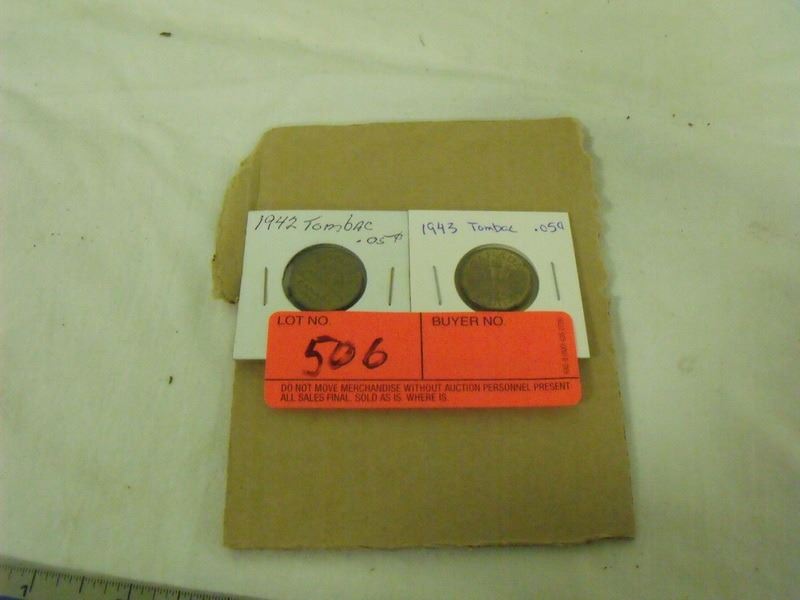 1942 Tombac
.05¢
1943 Tombac .05¢
LOT NO.
506
BUYER NO.
DO NOT MOVE MERCHANDISE WITHOUT AUCTION PERSONNEL PRESENT
ALL SALES FINAL. SOLD AS IS. WHERE IS.